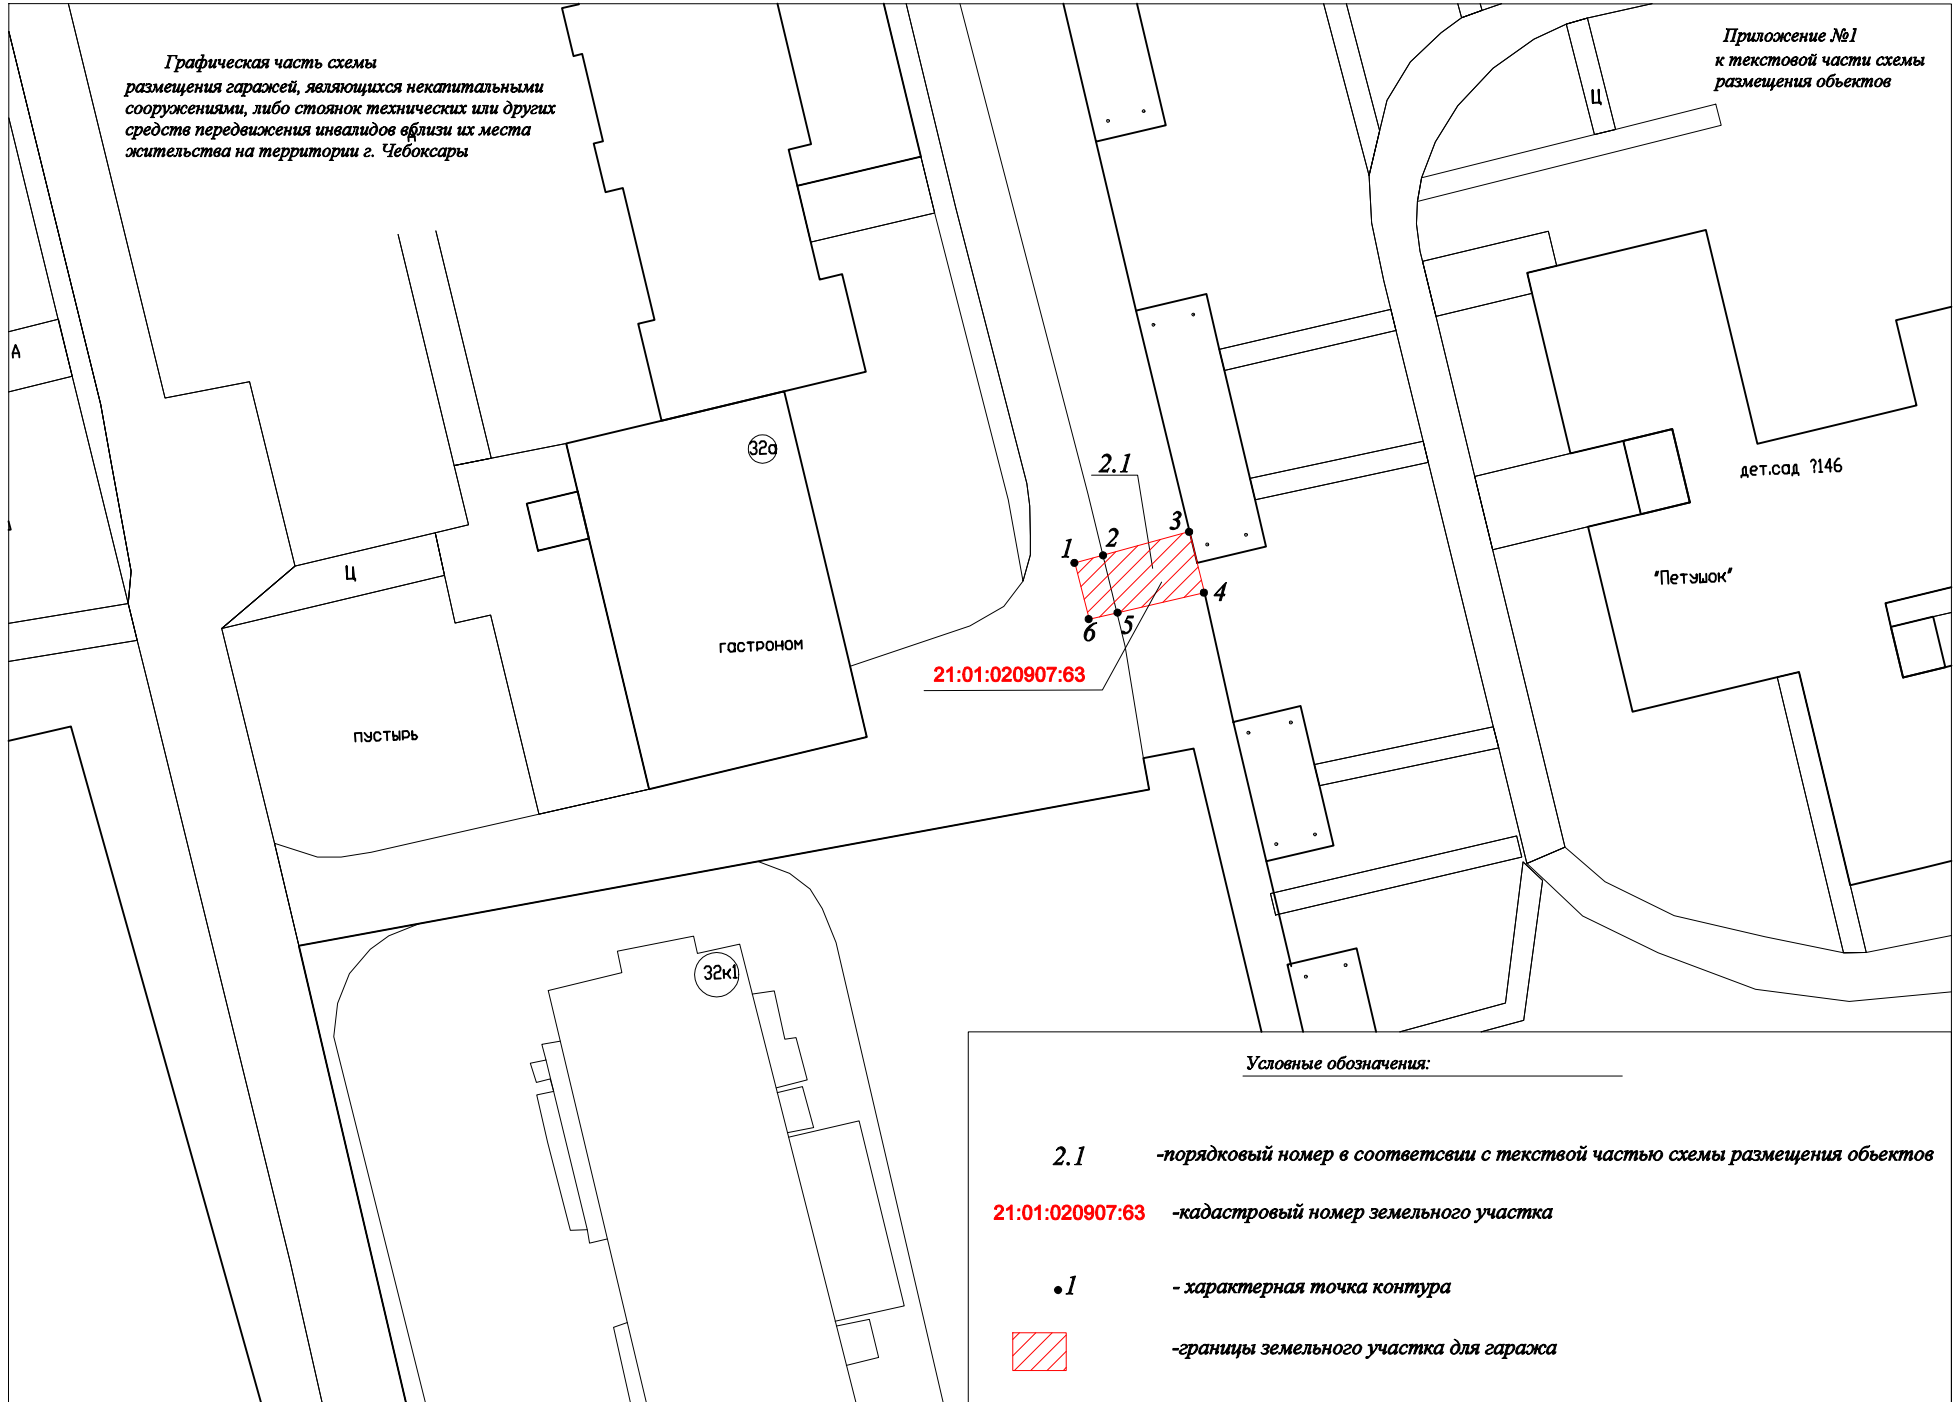 Графическая часть схемы
размещения гаражей, являющихся некапитальными
сооружениями, либо стоянок технических или других
средств передвижения инвалидов вблизи их места
жительства на территории г. Чебоксары
Приложение №1
к текстовой части схемы
размещения объектов
Ц
А
32а
2.1
дет.сад ?146
"Петушок"
1
2
3
4
5
6
Ц
гастроном
21:01:020907:63
пустырь
32к1
Условные обозначения:
2.1 -порядковый номер в соответсвии с текствой частью схемы размещения объектов
21:01:020907:63 -кадастровый номер земельного участка
1 - характерная точка контура
-границы земельного участка для гаража